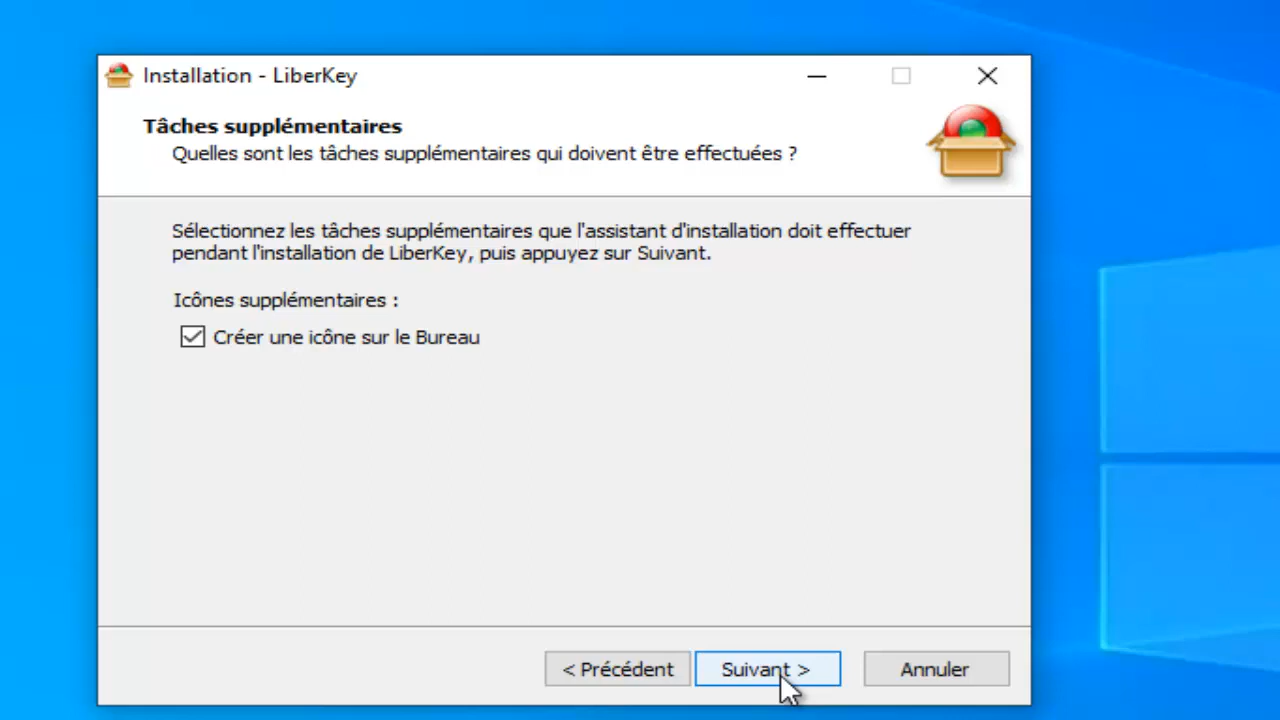 Installation - LiberKey
Tâches supplémentaires
Quelles sont les tâches supplémentaires qui doivent être effectuées ?
Sélectionnez les tâches supplémentaires que l'assistant d'installation doit effectuer
pendant l'installation de LiberKey, puis appuyez sur Suivant.
Icônes supplémentaires :
Créer une icône sur le Bureau
< Précédent Suivant > Annuler